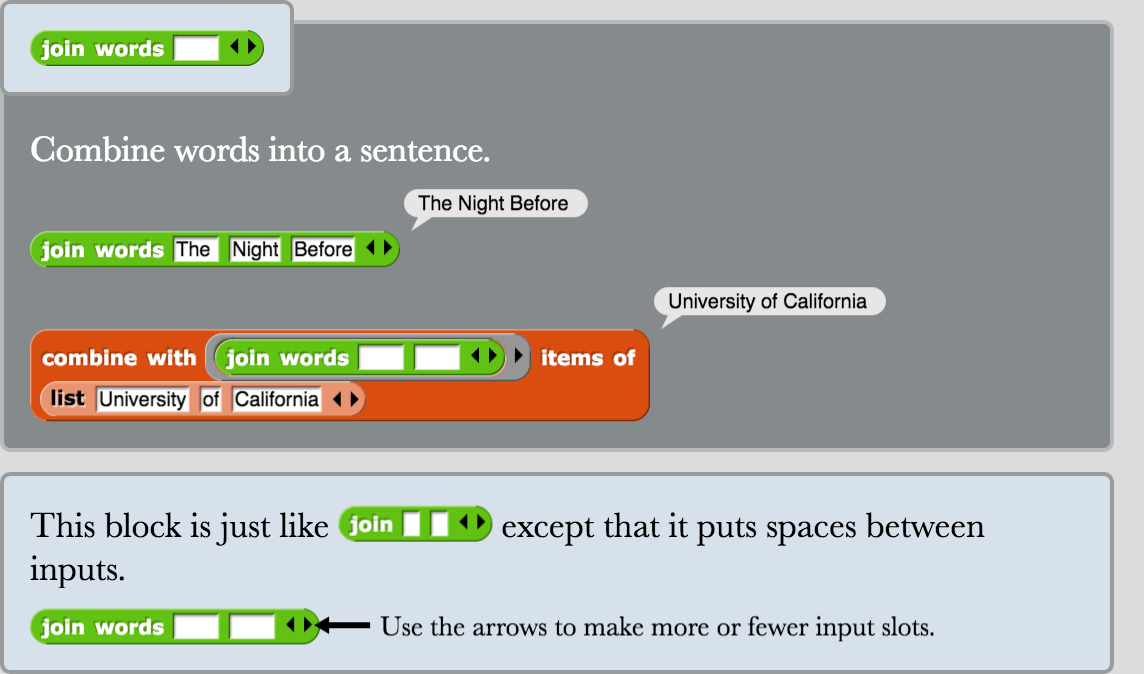 join words
Combine words into a sentence.
The Night Before
join words The Night Before
University of California
combine with join words items of
list University of California
This block is just like join except that it puts spaces between
inputs.
join words Use the arrows to make more or fewer input slots.